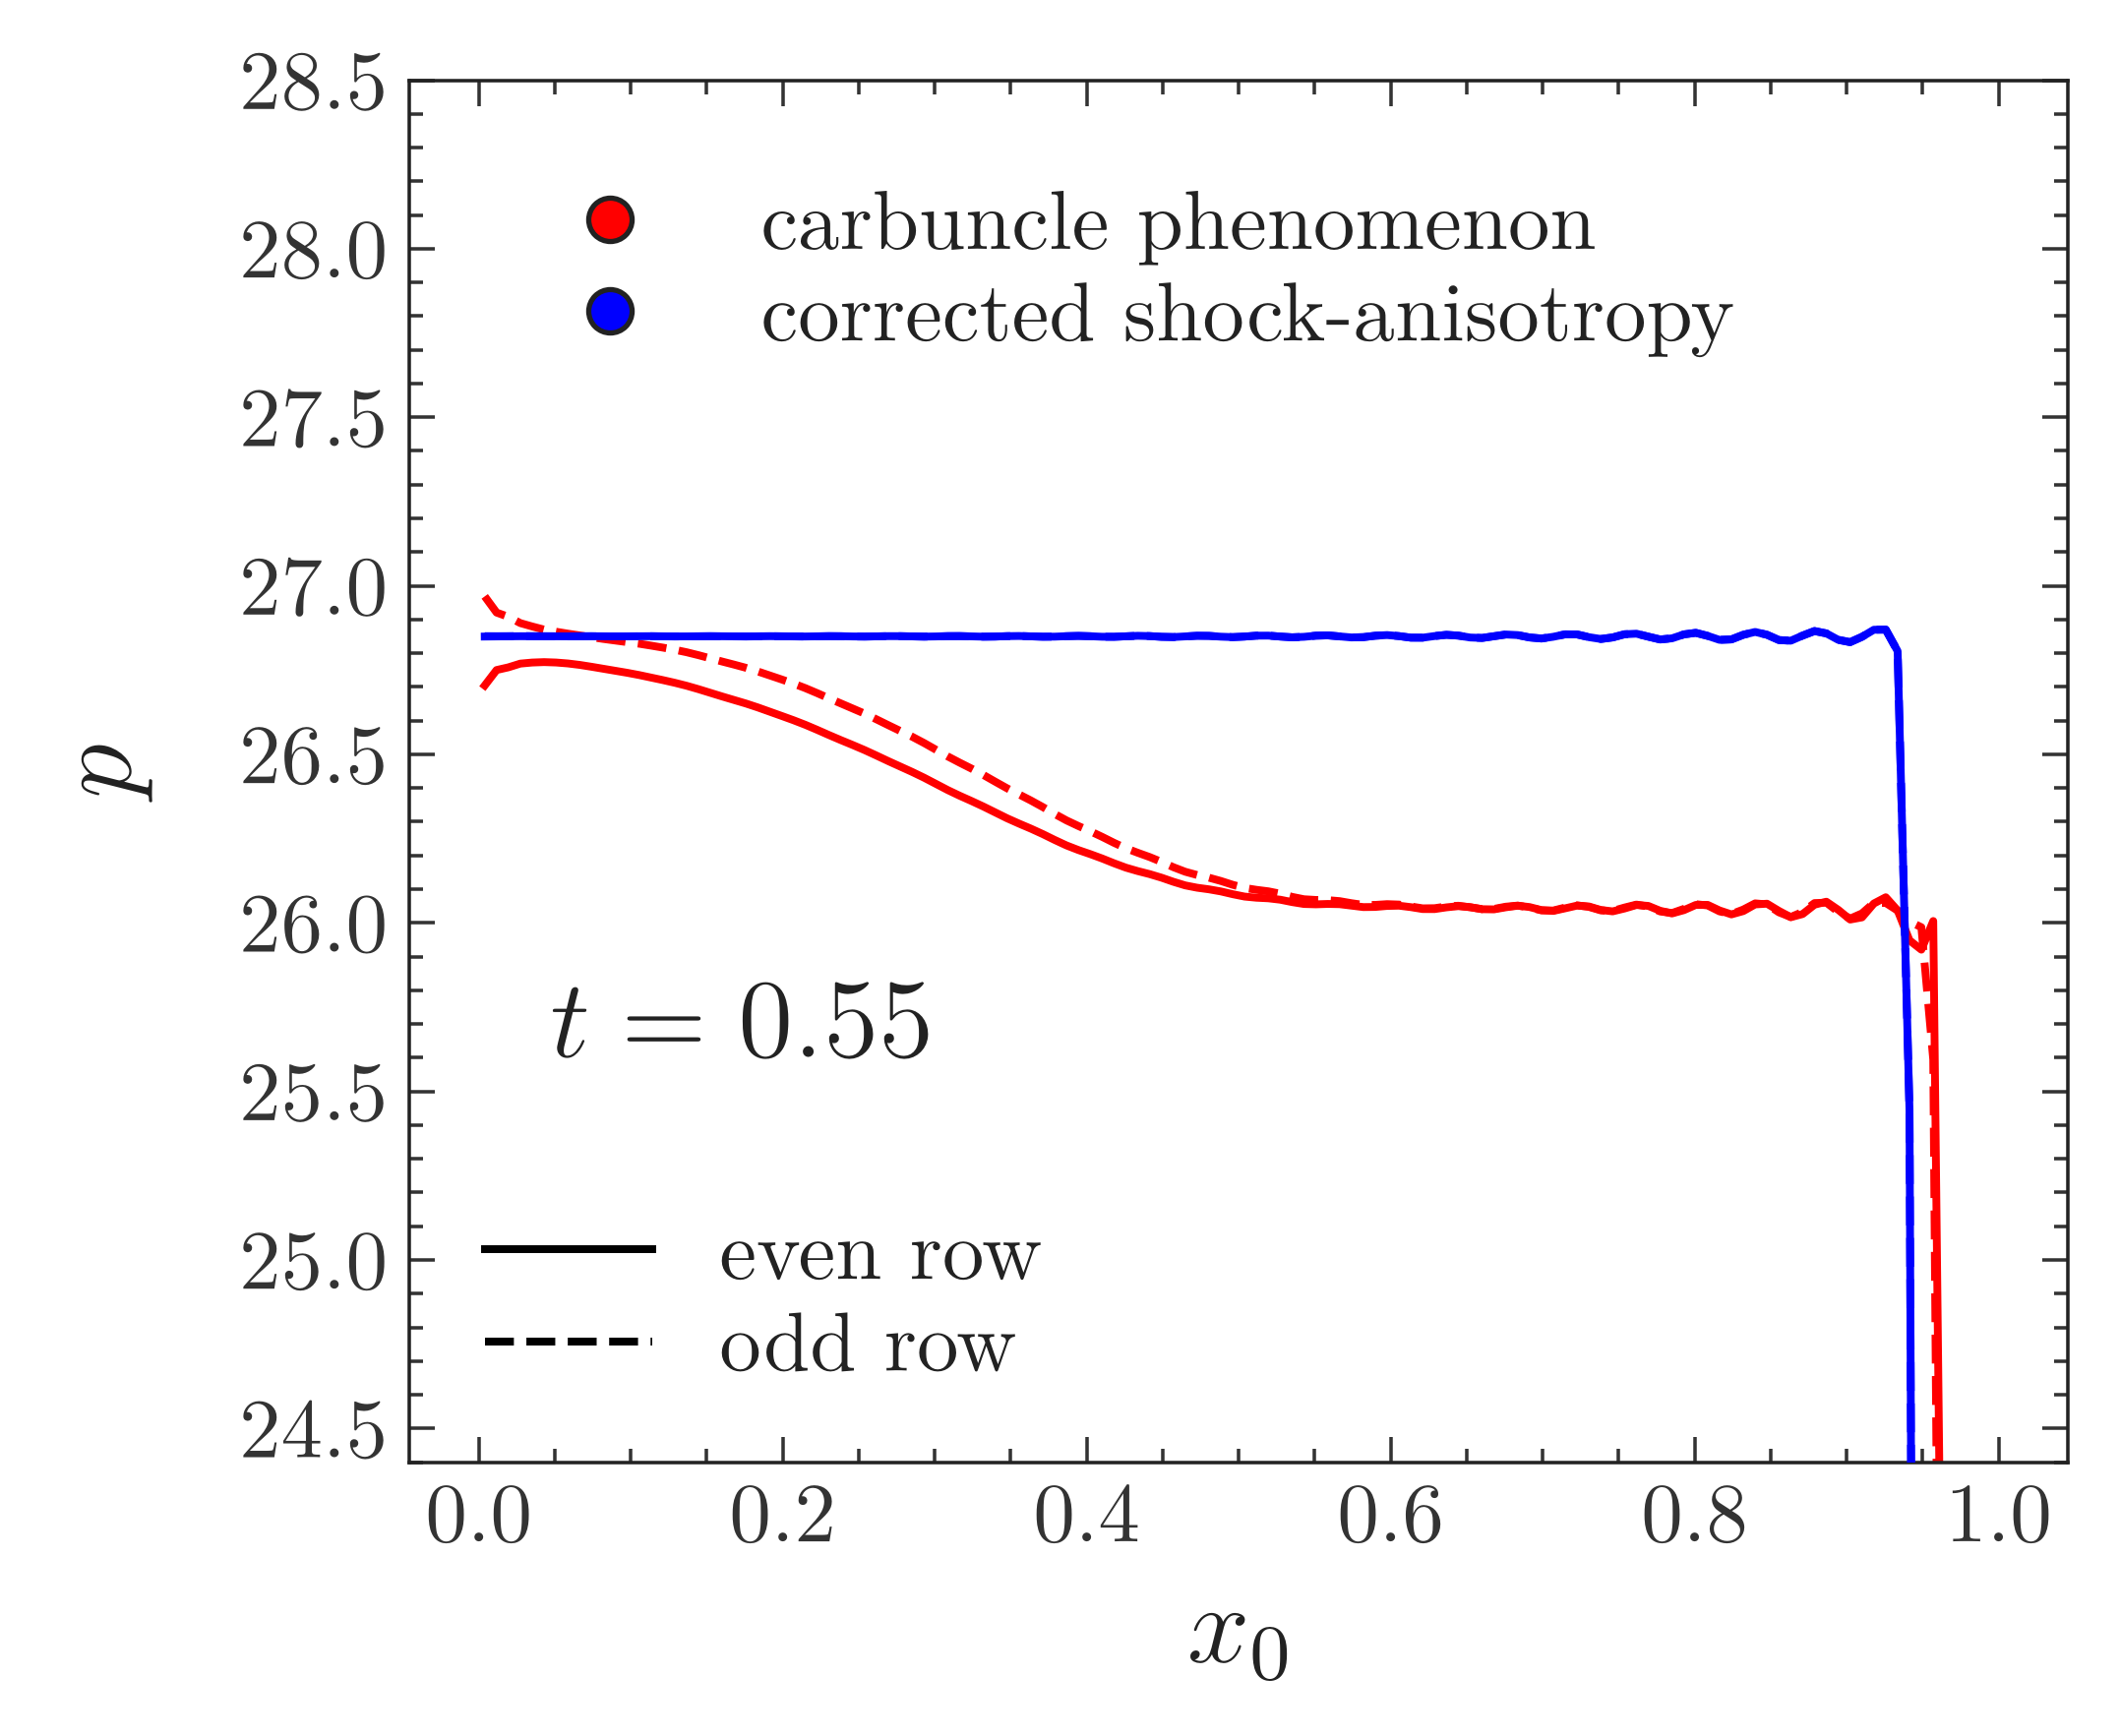 28.5
28.0
27.5
27.0
26.5
26.0
25.5
25.0
24.5
p
carbuncle phenomenon
corrected shock-anisotropy
t = 0.55
even row
odd row
0.0 0.2 0.4 0.6 0.8 1.0
x₀